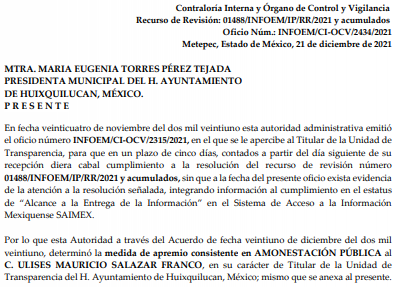 Contraloría Interna y Órgano de Control y Vigilancia
Recurso de Revisión: 01488/INFOEM/IP/RR/2021 y acumulados
Oficio Núm.: INFOEM/CI-OCV/2434/2021
Metepec, Estado de México, 21 de diciembre de 2021
MTRA. MARIA EUGENIA TORRES PÉREZ TEJADA
PRESIDENTA MUNICIPAL DEL H. AYUNTAMIENTO
DE HUIXQUILUCAN, MÉXICO.
P R E S E N T E
En fecha veinticuatro de noviembre del dos mil veintiuno esta autoridad administrativa emitió
el oficio número INFOEM/CI-OCV/2315/2021, en el que se le apercibe al Titular de la Unidad de
Transparencia, para que en un plazo de cinco días, contados a partir del día siguiente de su
recepción diera cabal cumplimiento a la resolución del recurso de revisión número
01488/INFOEM/IP/RR/2021 y acumulados, sin que a la fecha del presente oficio exista evidencia
de la atención a la resolución señalada, integrando información al cumplimiento en el estatus
de "Alcance a la Entrega de la Información" en el Sistema de Acceso a la Información
Mexiquense SAIMEX.
Por lo que esta Autoridad a través del Acuerdo de fecha veintiuno de diciembre del dos mil
veintiuno, determinó la medida de apremio consistente en AMONESTACIÓN PÚBLICA al
C. ULISES MAURICIO SALAZAR FRANCO, en su carácter de Titular de la Unidad de
Transparencia del H. Ayuntamiento de Huixquilucan, México; mismo que se anexa al presente.